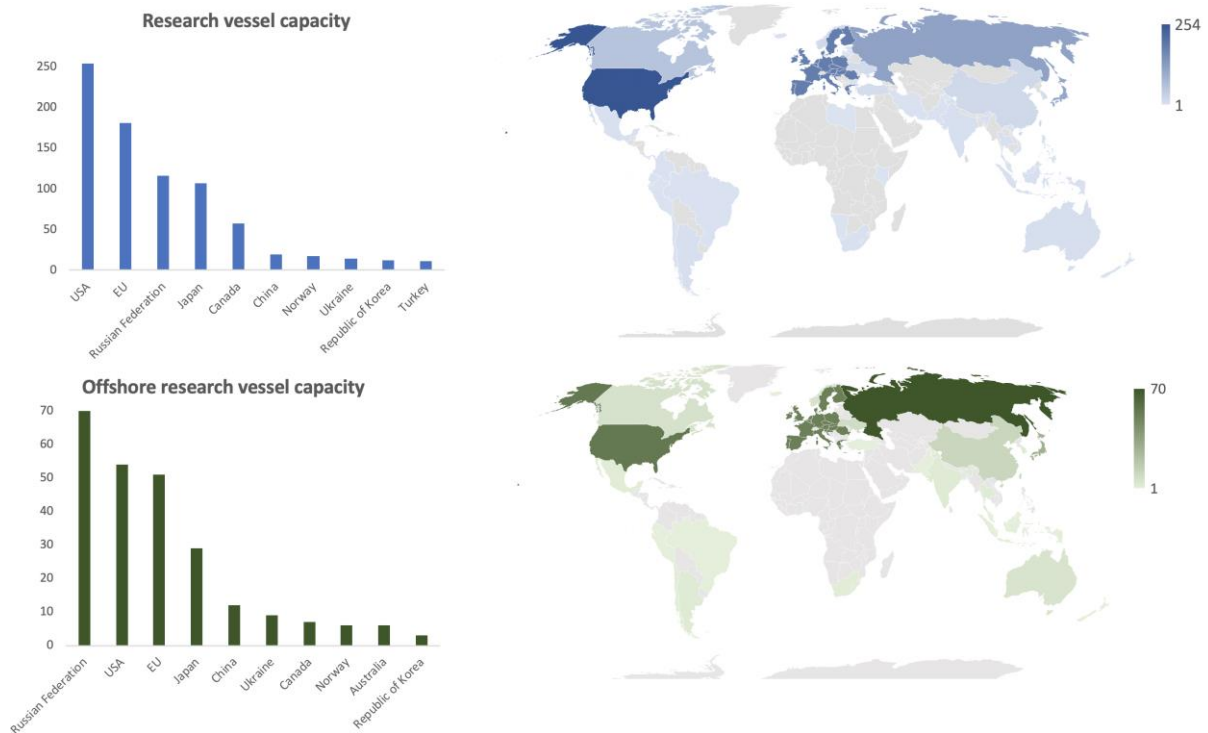 Research vessel capacity
250
200
150
100
50
0
USA
EU
Russian Federation
Japan
Canada
China
Norway
Ukraine
Republic of Korea
Turkey
254
1
Offshore research vessel capacity
70
60
50
40
30
20
10
0
Russian Federation
USA
EU
Japan
China
Ukraine
Canada
Norway
Australia
Republic of Korea
70
1